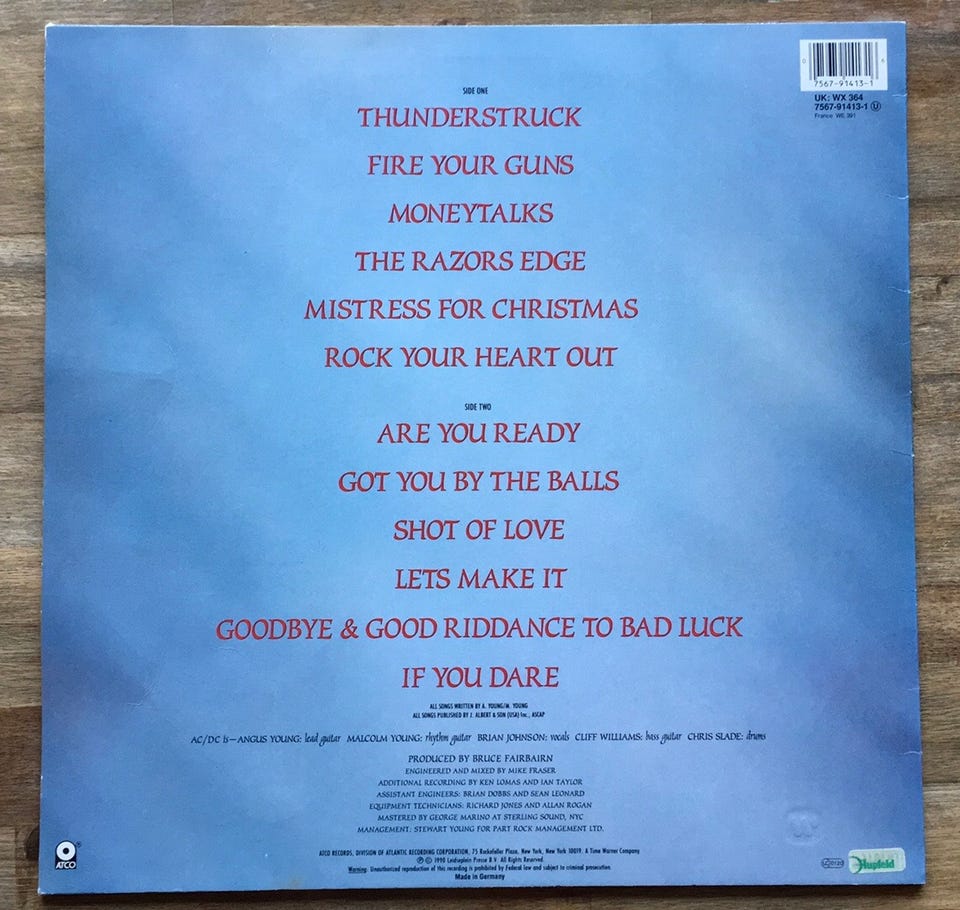 0
6
7567-91413-1
UK: WX 364
7567-91413-1 Ⓤ
France WE 391
SIDE ONE
THUNDERSTRUCK
FIRE YOUR GUNS
MONEYTALKS
THE RAZORS EDGE
MISTRESS FOR CHRISTMAS
ROCK YOUR HEART OUT
SIDE TWO
ARE YOU READY
GOT YOU BY THE BALLS
SHOT OF LOVE
LETS MAKE IT
GOODBYE & GOOD RIDDANCE TO BAD LUCK
IF YOU DARE
ALL SONGS WRITTEN BY A. YOUNG/M. YOUNG
ALL SONGS PUBLISHED BY J. ALBERT & SON (USA) Inc., ASCAP
AC/DC is—ANGUS YOUNG: lead guitar MALCOLM YOUNG: rhythm guitar BRIAN JOHNSON: vocals CLIFF WILLIAMS: bass guitar CHRIS SLADE: drums
PRODUCED BY BRUCE FAIRBAIRN
ENGINEERED AND MIXED BY MIKE FRASER
ADDITIONAL RECORDING BY KEN LOMAS AND IAN TAYLOR
ASSISTANT ENGINEERS: BRIAN DOBBS AND SEAN LEONARD
EQUIPMENT TECHNICIANS: RICHARD JONES AND ALLAN ROGAN
MASTERED BY GEORGE MARINO AT STERLING SOUND, NYC
MANAGEMENT: STEWART YOUNG FOR PART ROCK MANAGEMENT LTD.
ATCO RECORDS, DIVISION OF ATLANTIC RECORDING CORPORATION, 75 Rockefeller Plaza, New York, New York 10019. A Time Warner Company
℗ © 1990 Leidseplein Presse B.V. All Rights Reserved.
Warning: Unauthorized reproduction of this recording is prohibited by Federal law and subject to criminal prosecution.
Made in Germany
ATCO
Hupfeld